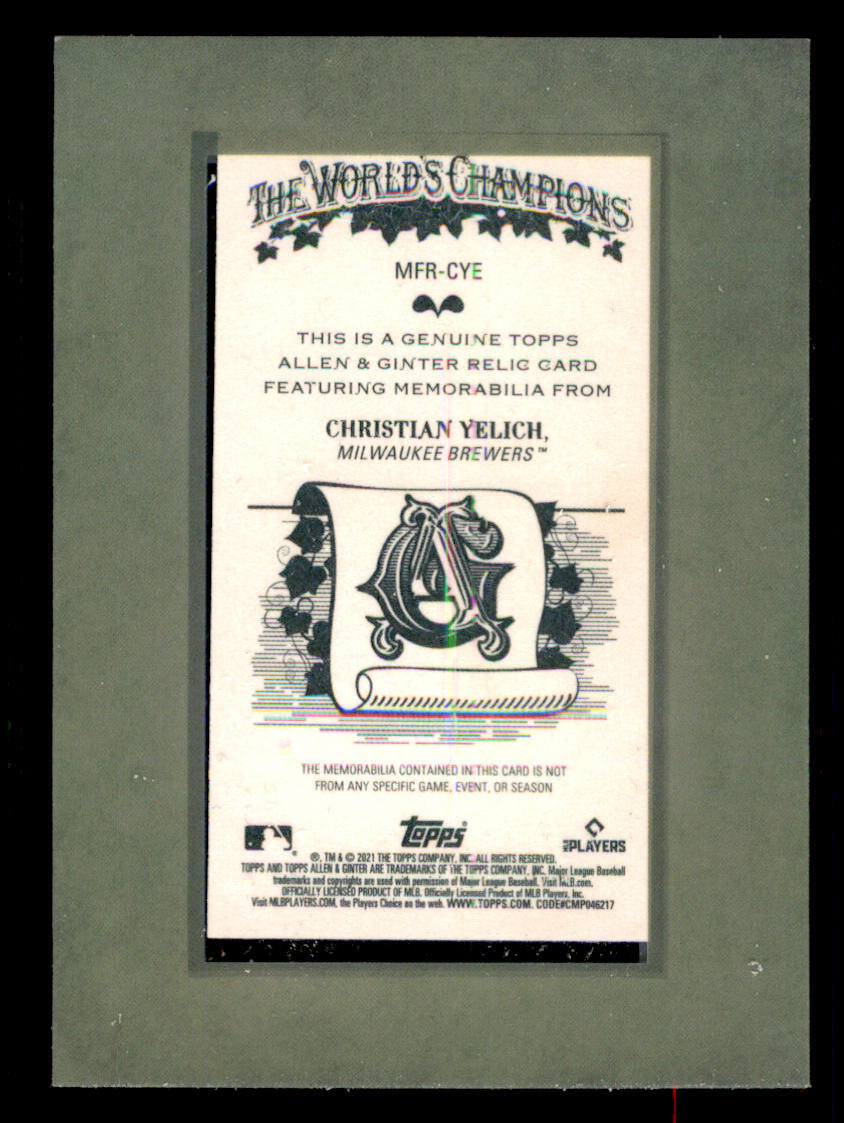 THE WORLD'S CHAMPIONS
MFR-CYE
THIS IS A GENUINE TOPPS
ALLEN & GINTER RELIC CARD
FEATURING MEMORABILIA FROM
CHRISTIAN YELICH,
MILWAUKEE BREWERS™
AG
THE MEMORABILIA CONTAINED IN THIS CARD IS NOT
FROM ANY SPECIFIC GAME, EVENT, OR SEASON
®
topps®
MLB PLAYERS
®, TM & © 2021 THE TOPPS COMPANY, INC. ALL RIGHTS RESERVED.
TOPPS AND TOPPS ALLEN & GINTER ARE TRADEMARKS OF THE TOPPS COMPANY, INC. Major League Baseball
trademarks and copyrights are used with permission of Major League Baseball. Visit MLB.com.
OFFICIALLY LICENSED PRODUCT OF MLB. Officially Licensed Product of MLB Players, Inc.
Visit MLBPLAYERS.COM, the Players Choice on the web. WWW.TOPPS.COM. CODE#CMP046217